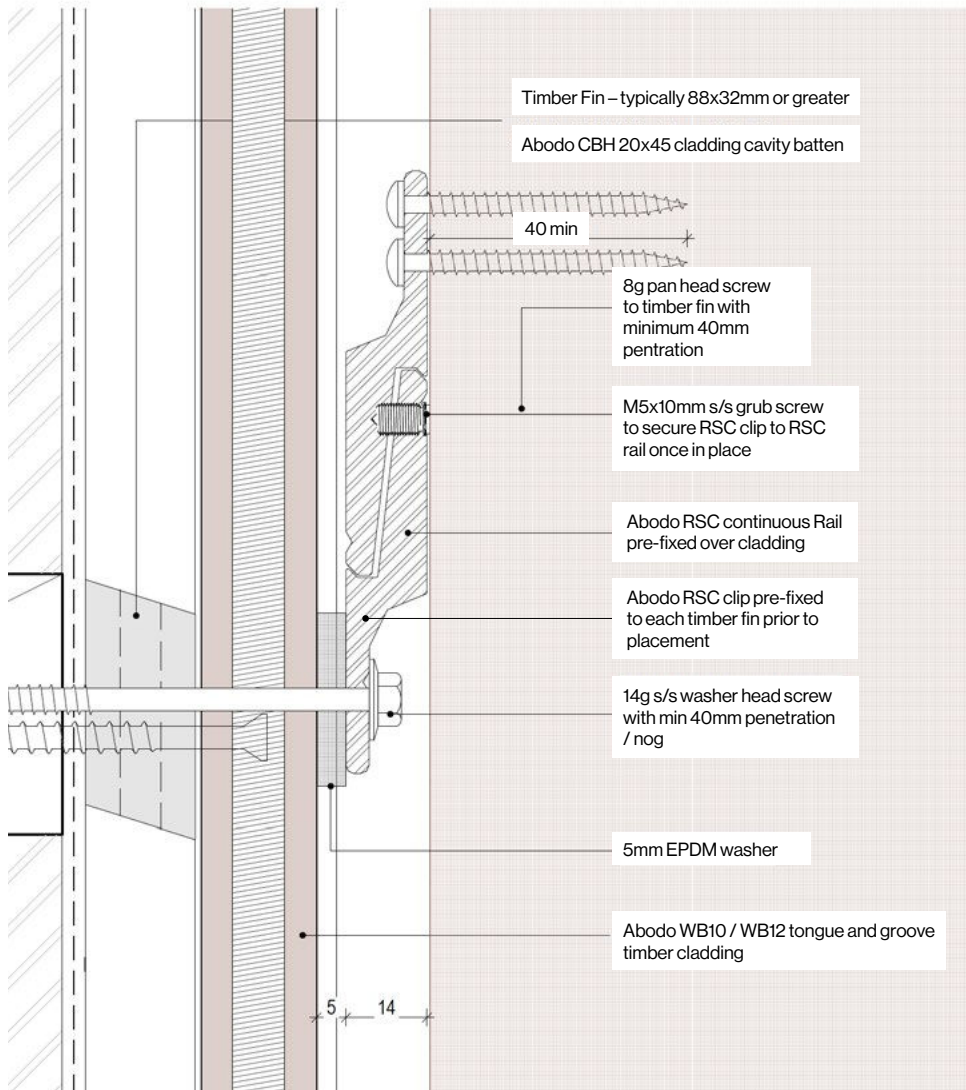 Timber Fin – typically 88x32mm or greater
Abodo CBH 20x45 cladding cavity batten
40 min
8g pan head screw
to timber fin with
minimum 40mm
pentration
M5x10mm s/s grub screw
to secure RSC clip to RSC
rail once in place
Abodo RSC continuous Rail
pre-fixed over cladding
Abodo RSC clip pre-fixed
to each timber fin prior to
placement
14g s/s washer head screw
with min 40mm penetration
/ nog
5mm EPDM washer
Abodo WB10 / WB12 tongue and groove
timber cladding
5
14